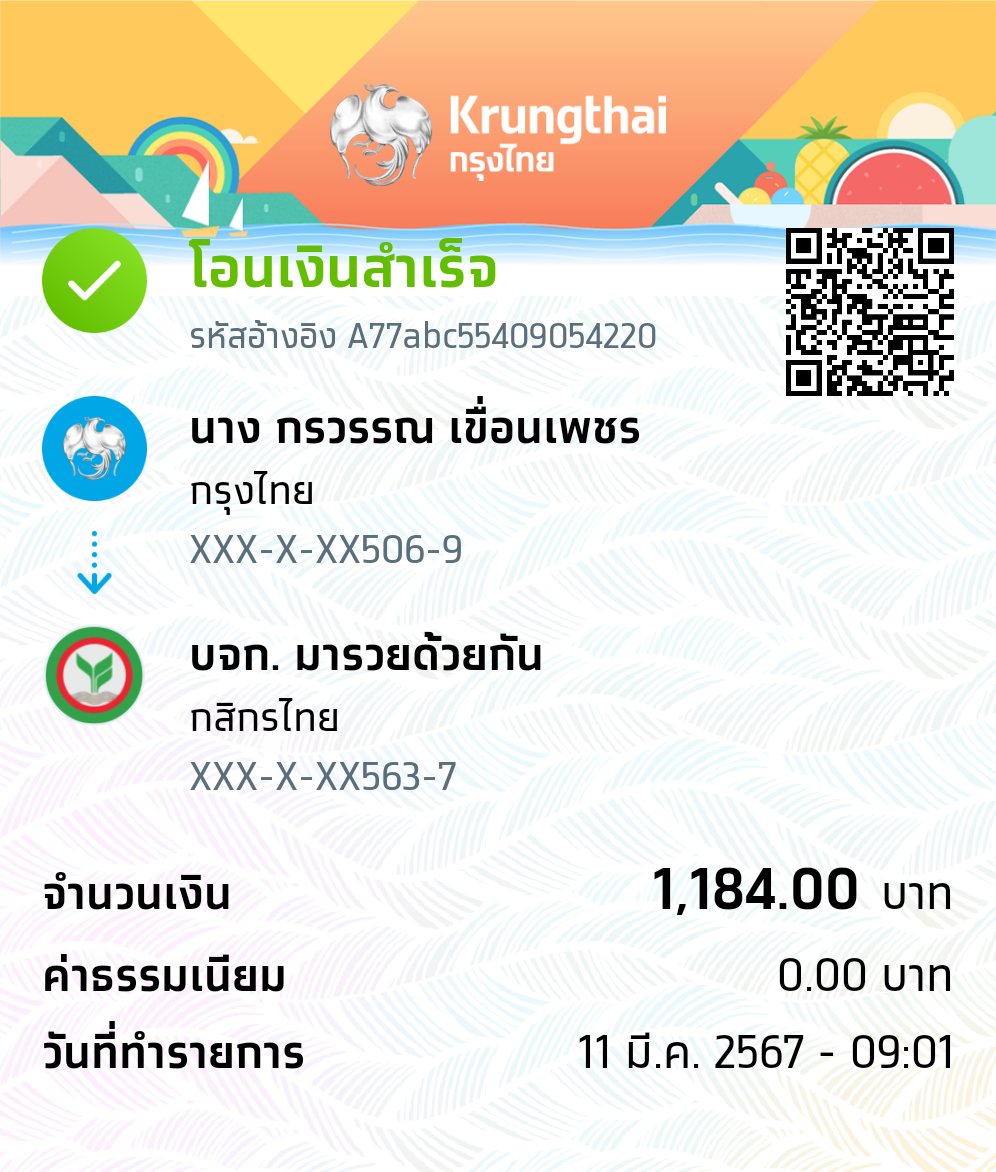 Krungthai
กรุงไทย
โอนเงินสำเร็จ
รหัสอ้างอิง A77abc55409054220
นาง กรวรรณ เขื่อนเพชร
กรุงไทย
XXX-X-XX506-9
บจก. มารวยด้วยกัน
กสิกรไทย
XXX-X-XX563-7
จำนวนเงิน 1,184.00 บาท
ค่าธรรมเนียม 0.00 บาท
วันที่ทำรายการ 11 มี.ค. 2567 - 09:01